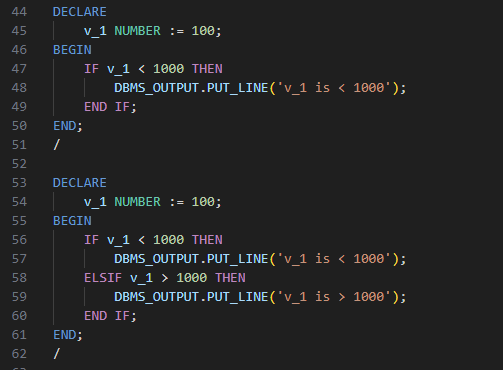 44 DECLARE
45     v_1 NUMBER := 100;
46 BEGIN
47     IF v_1 < 1000 THEN
48         DBMS_OUTPUT.PUT_LINE('v_1 is < 1000');
49     END IF;
50 END;
51 /
52
53 DECLARE
54     v_1 NUMBER := 100;
55 BEGIN
56     IF v_1 < 1000 THEN
57         DBMS_OUTPUT.PUT_LINE('v_1 is < 1000');
58     ELSIF v_1 > 1000 THEN
59         DBMS_OUTPUT.PUT_LINE('v_1 is > 1000');
60     END IF;
61 END;
62 /